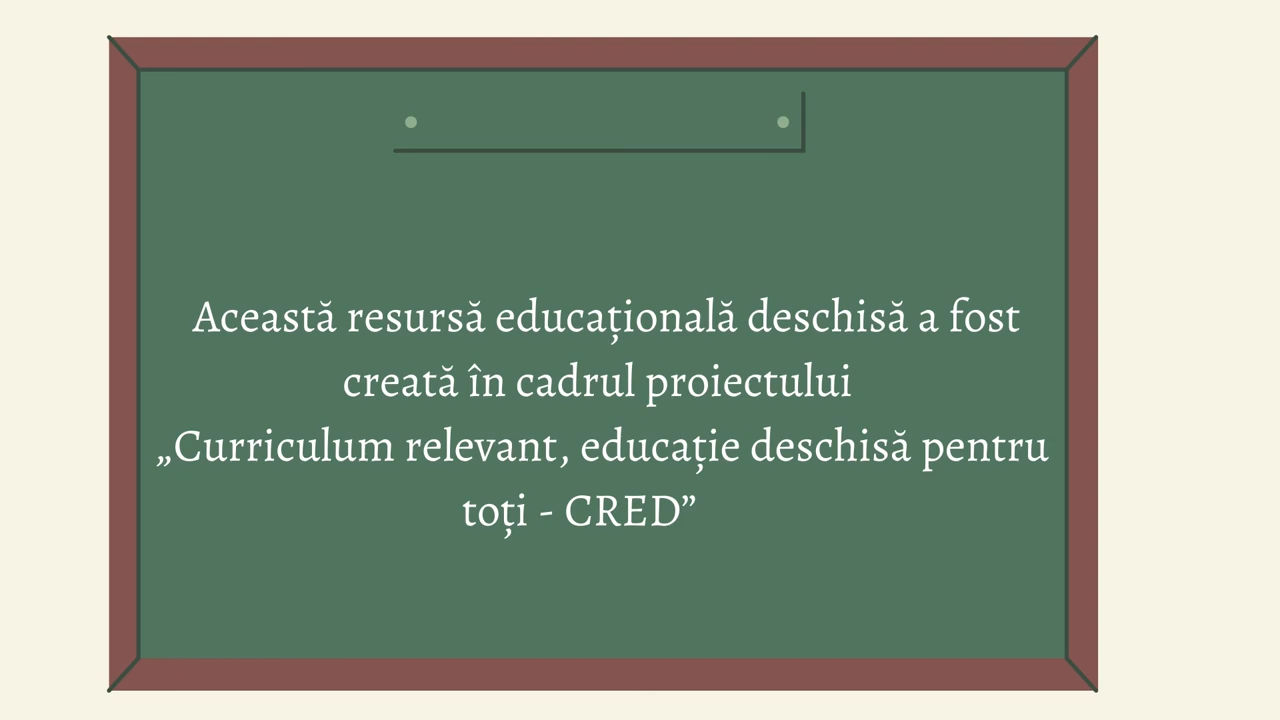 Această resursă educațională deschisă a fost
creată în cadrul proiectului
„Curriculum relevant, educație deschisă pentru
toți - CRED”